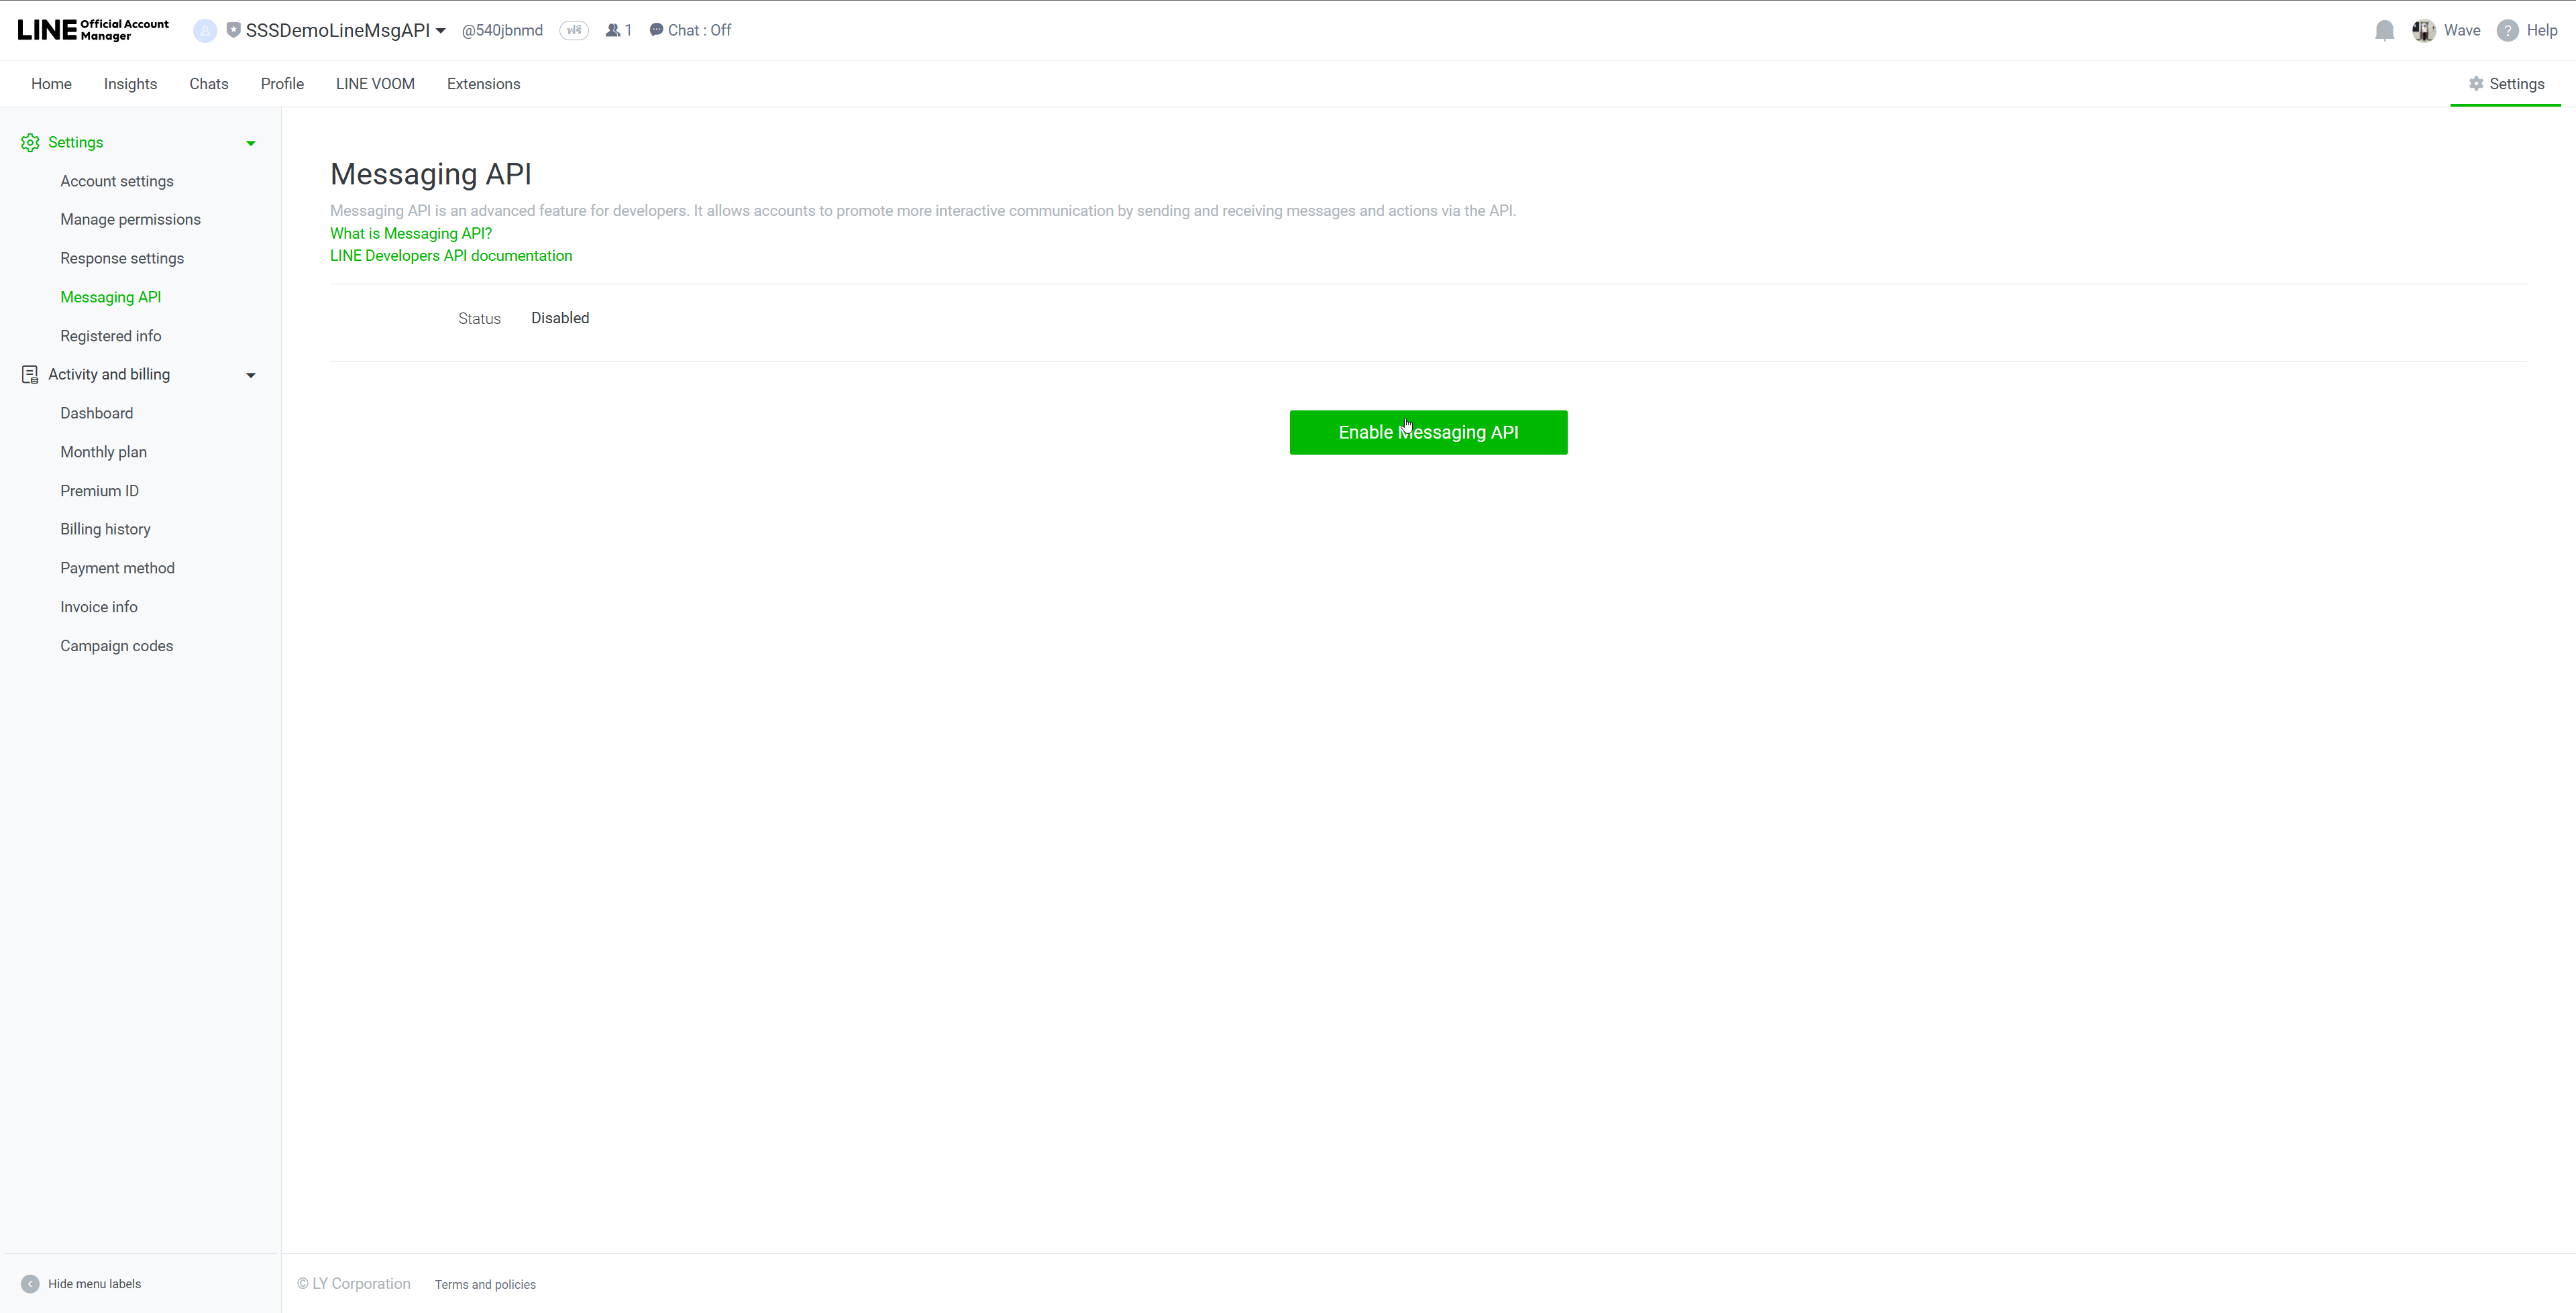 LINE Official Account Manager
SSSDemoLineMsgAPI @540jbnmd ฟรี 1 Chat : Off
Wave ? Help
Home Insights Chats Profile LINE VOOM Extensions Settings
Settings
Account settings
Manage permissions
Response settings
Messaging API
Registered info
Activity and billing
Dashboard
Monthly plan
Premium ID
Billing history
Payment method
Invoice info
Campaign codes
Hide menu labels
Messaging API
Messaging API is an advanced feature for developers. It allows accounts to promote more interactive communication by sending and receiving messages and actions via the API.
What is Messaging API?
LINE Developers API documentation
Status Disabled
Enable Messaging API
© LY Corporation Terms and policies